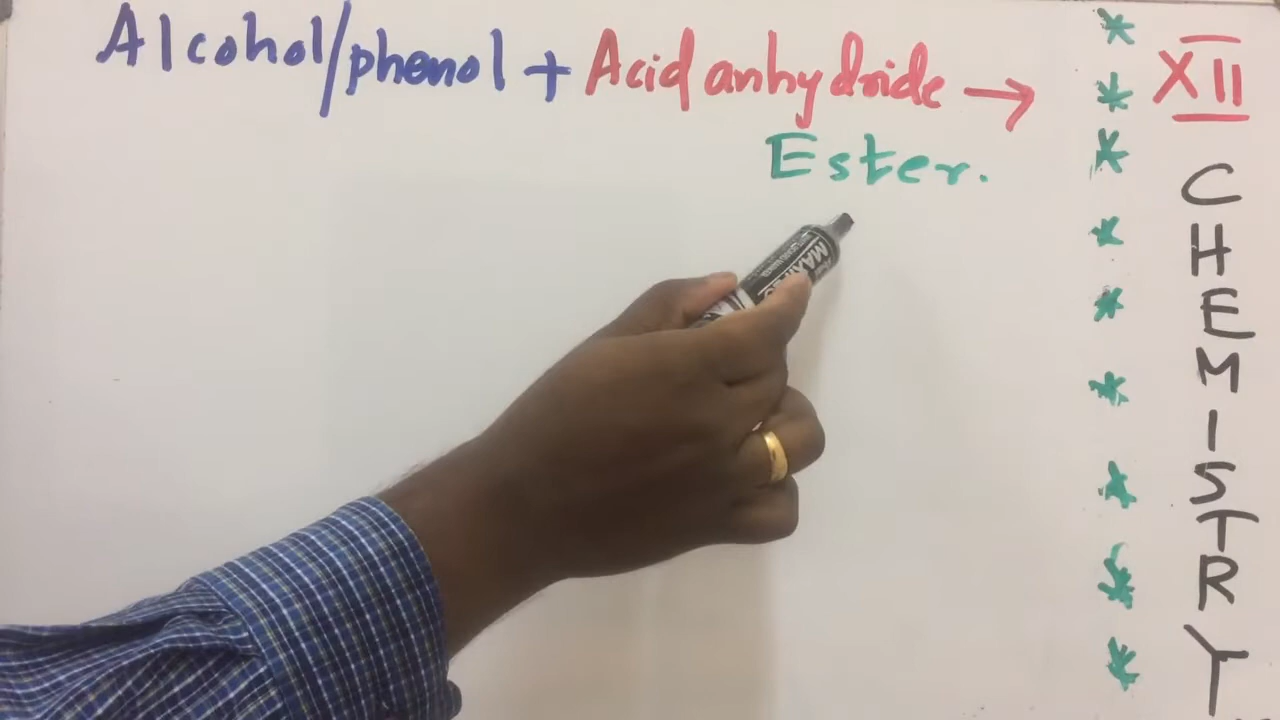 Alcohol/phenol + Acid anhydride →
Ester.
XII
CHEMISTRY